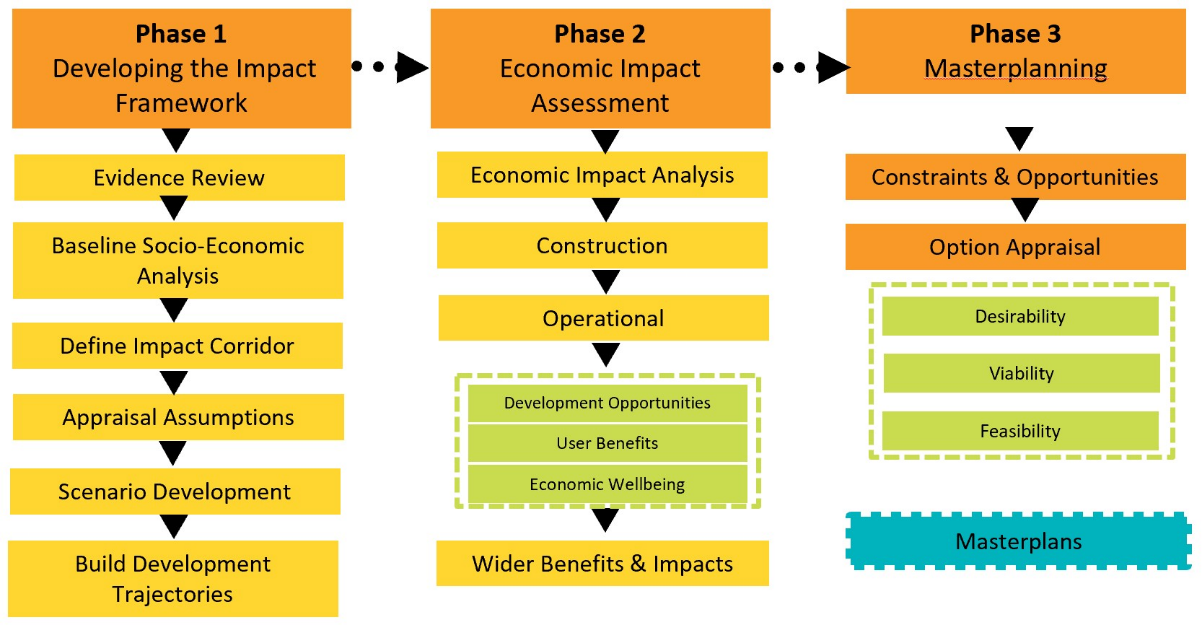 Phase 1
Developing the Impact
Framework
Evidence Review
Baseline Socio-Economic
Analysis
Define Impact Corridor
Appraisal Assumptions
Scenario Development
Build Development
Trajectories
Phase 2
Economic Impact
Assessment
Economic Impact Analysis
Construction
Operational
Development Opportunities
User Benefits
Economic Wellbeing
Wider Benefits & Impacts
Phase 3
Masterplanning
Constraints & Opportunities
Option Appraisal
Desirability
Viability
Feasibility
Masterplans